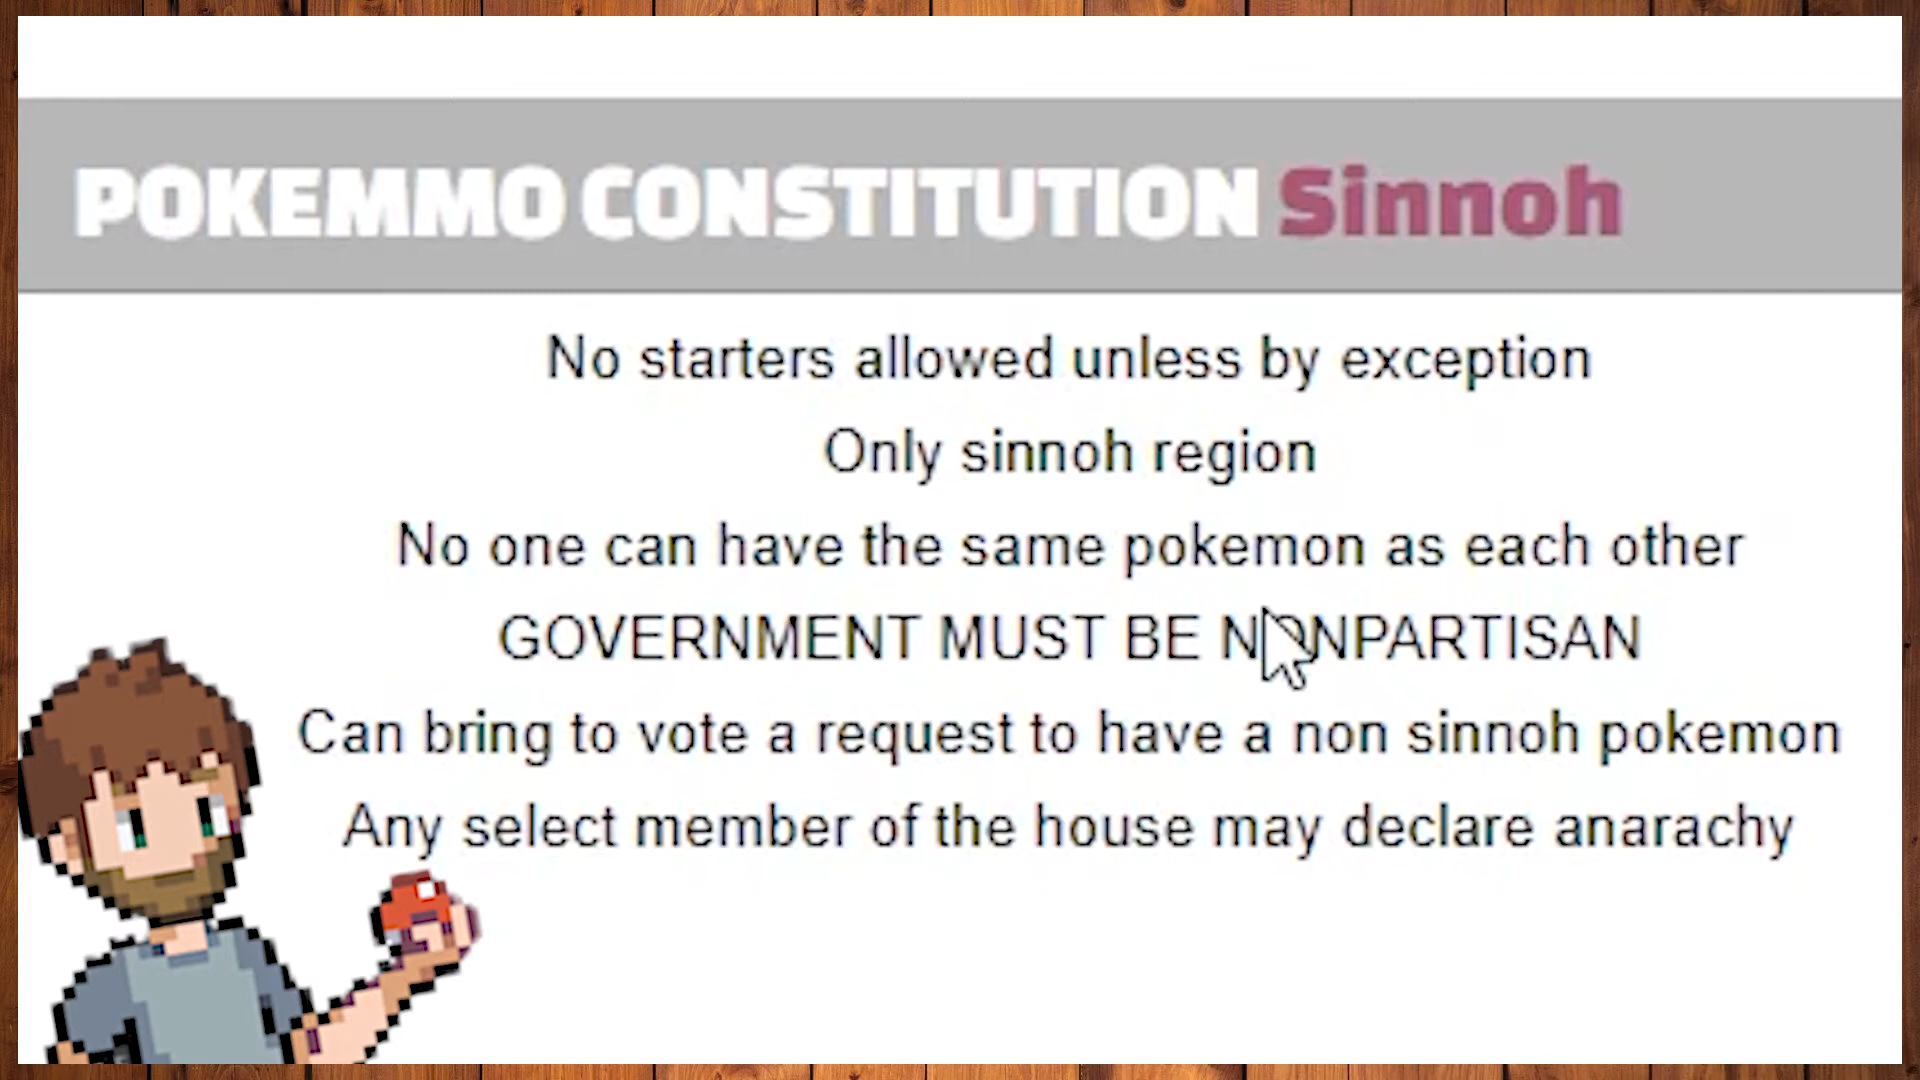 POKEMMO CONSTITUTION Sinnoh
No starters allowed unless by exception
Only sinnoh region
No one can have the same pokemon as each other
GOVERNMENT MUST BE NONPARTISAN
Can bring to vote a request to have a non sinnoh pokemon
Any select member of the house may declare anarachy